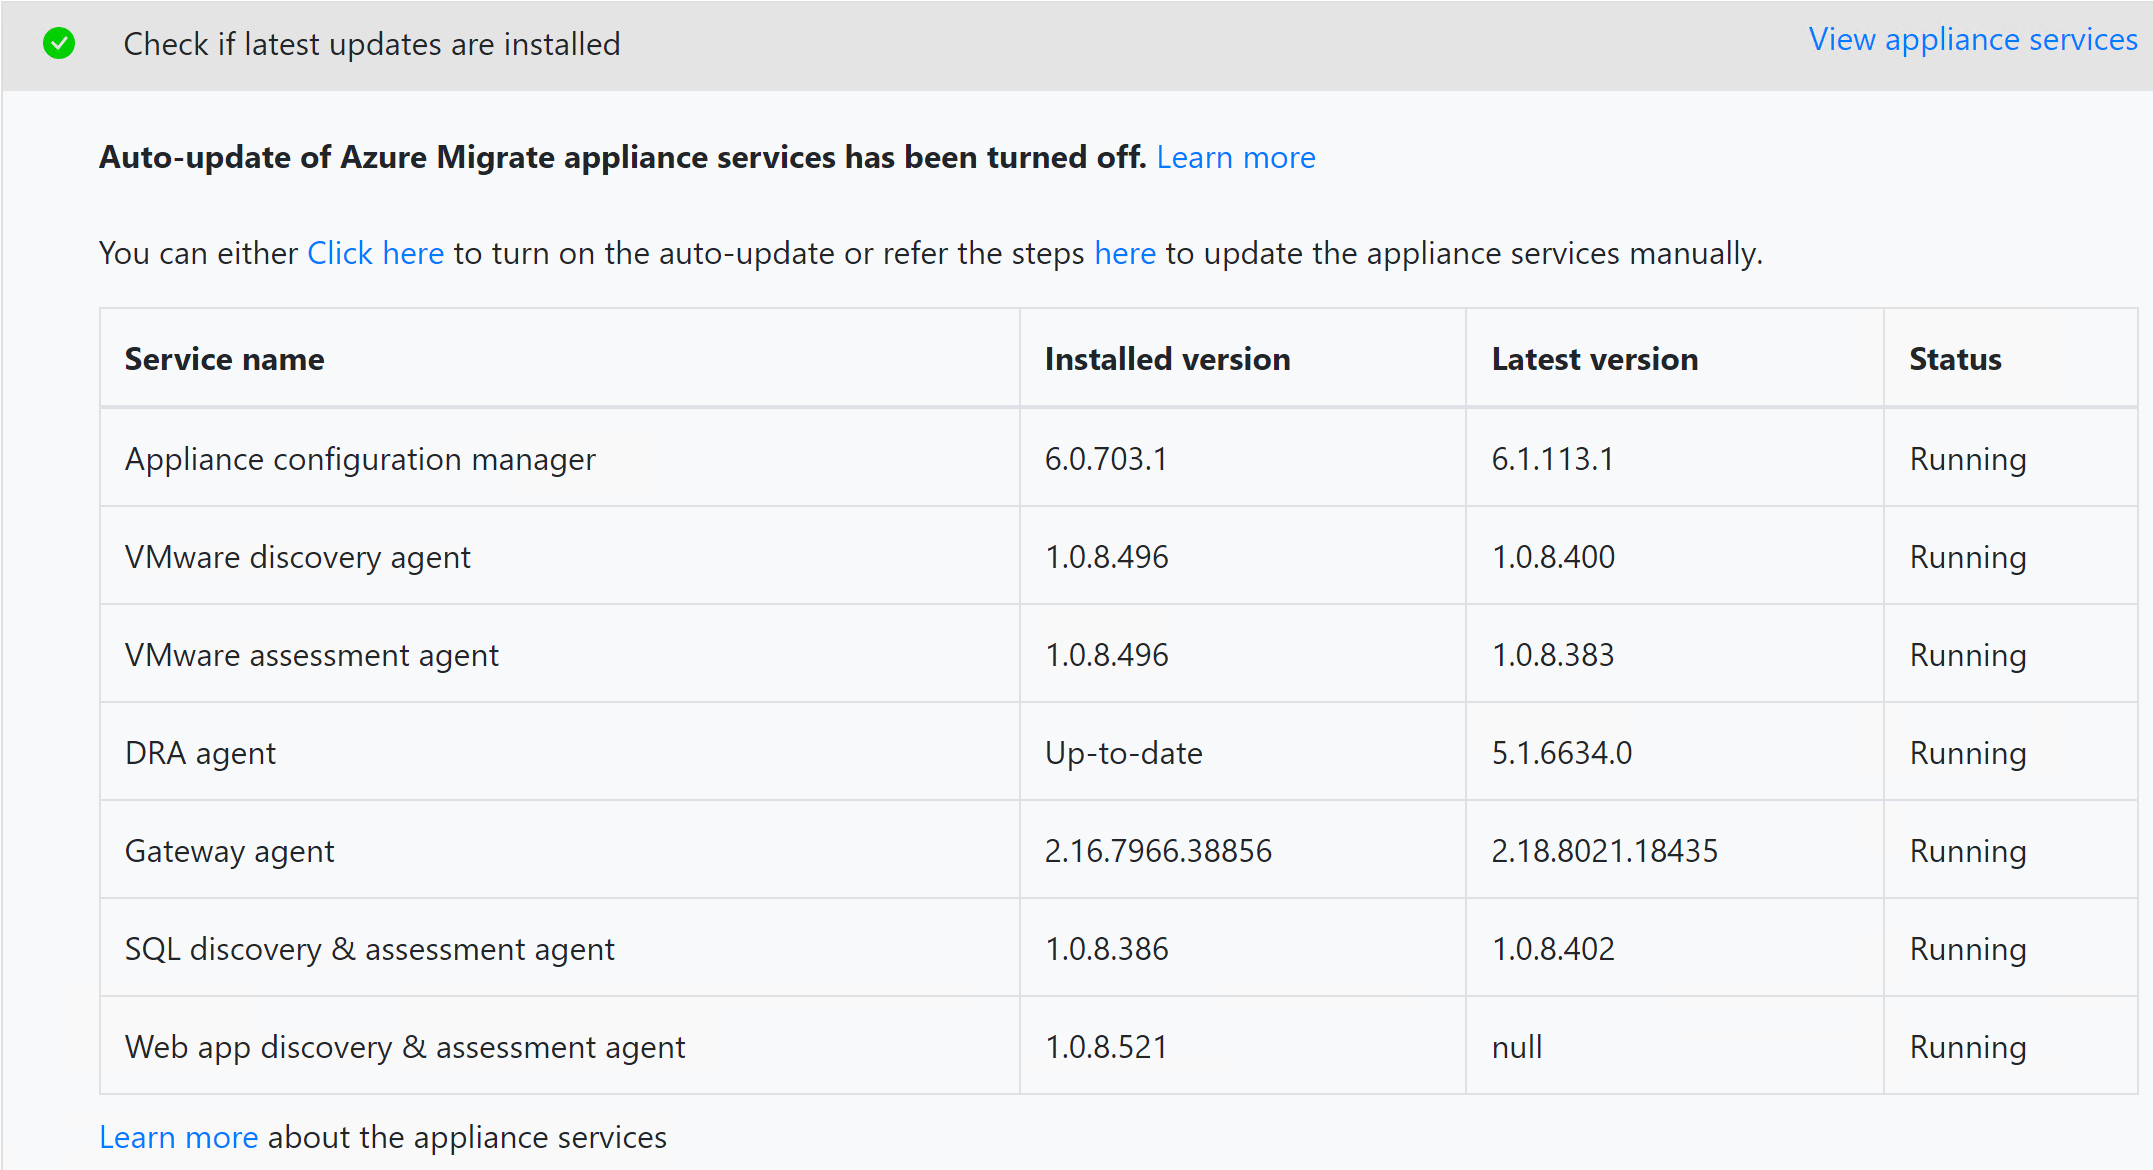 Check if latest updates are installed
View appliance services
Auto-update of Azure Migrate appliance services has been turned off. Learn more
You can either Click here to turn on the auto-update or refer the steps here to update the appliance services manually.
Service name Installed version Latest version Status
Appliance configuration manager 6.0.703.1 6.1.113.1 Running
VMware discovery agent 1.0.8.496 1.0.8.400 Running
VMware assessment agent 1.0.8.496 1.0.8.383 Running
DRA agent Up-to-date 5.1.6634.0 Running
Gateway agent 2.16.7966.38856 2.18.8021.18435 Running
SQL discovery & assessment agent 1.0.8.386 1.0.8.402 Running
Web app discovery & assessment agent 1.0.8.521 null Running
Learn more about the appliance services